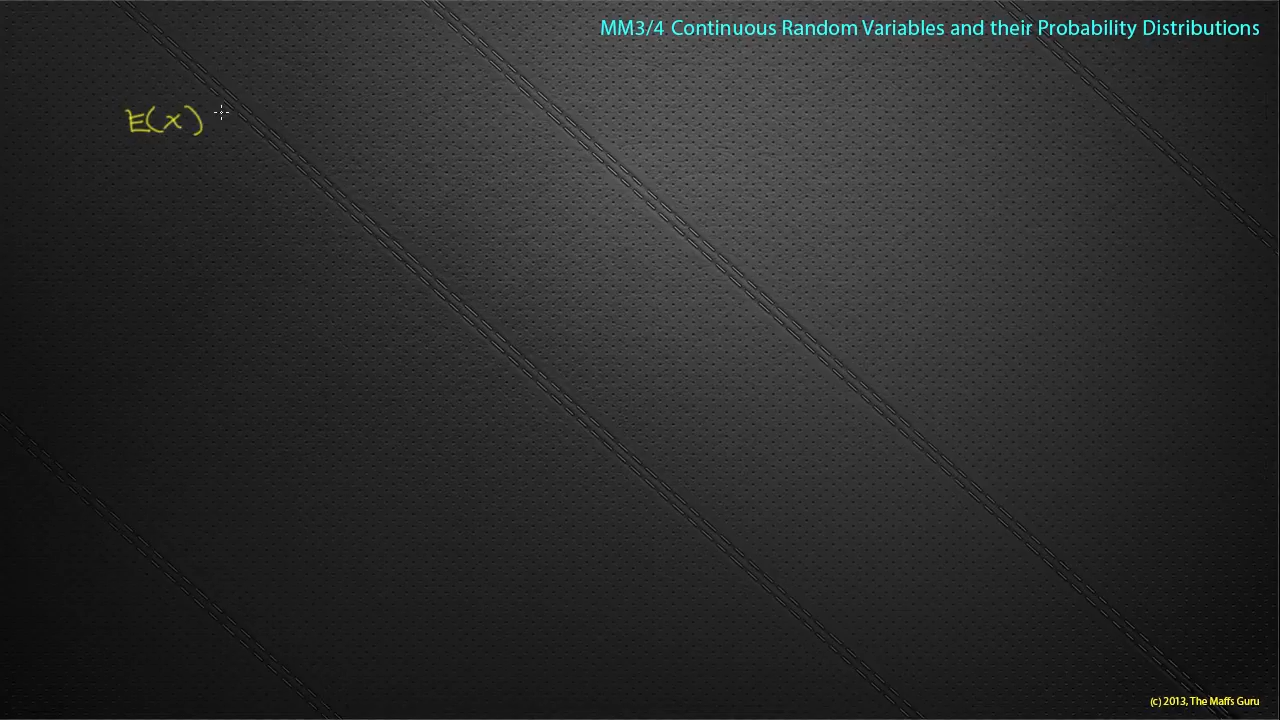 MM3/4 Continuous Random Variables and their Probability Distributions
E(x)
(c) 2013, The Maffs Guru